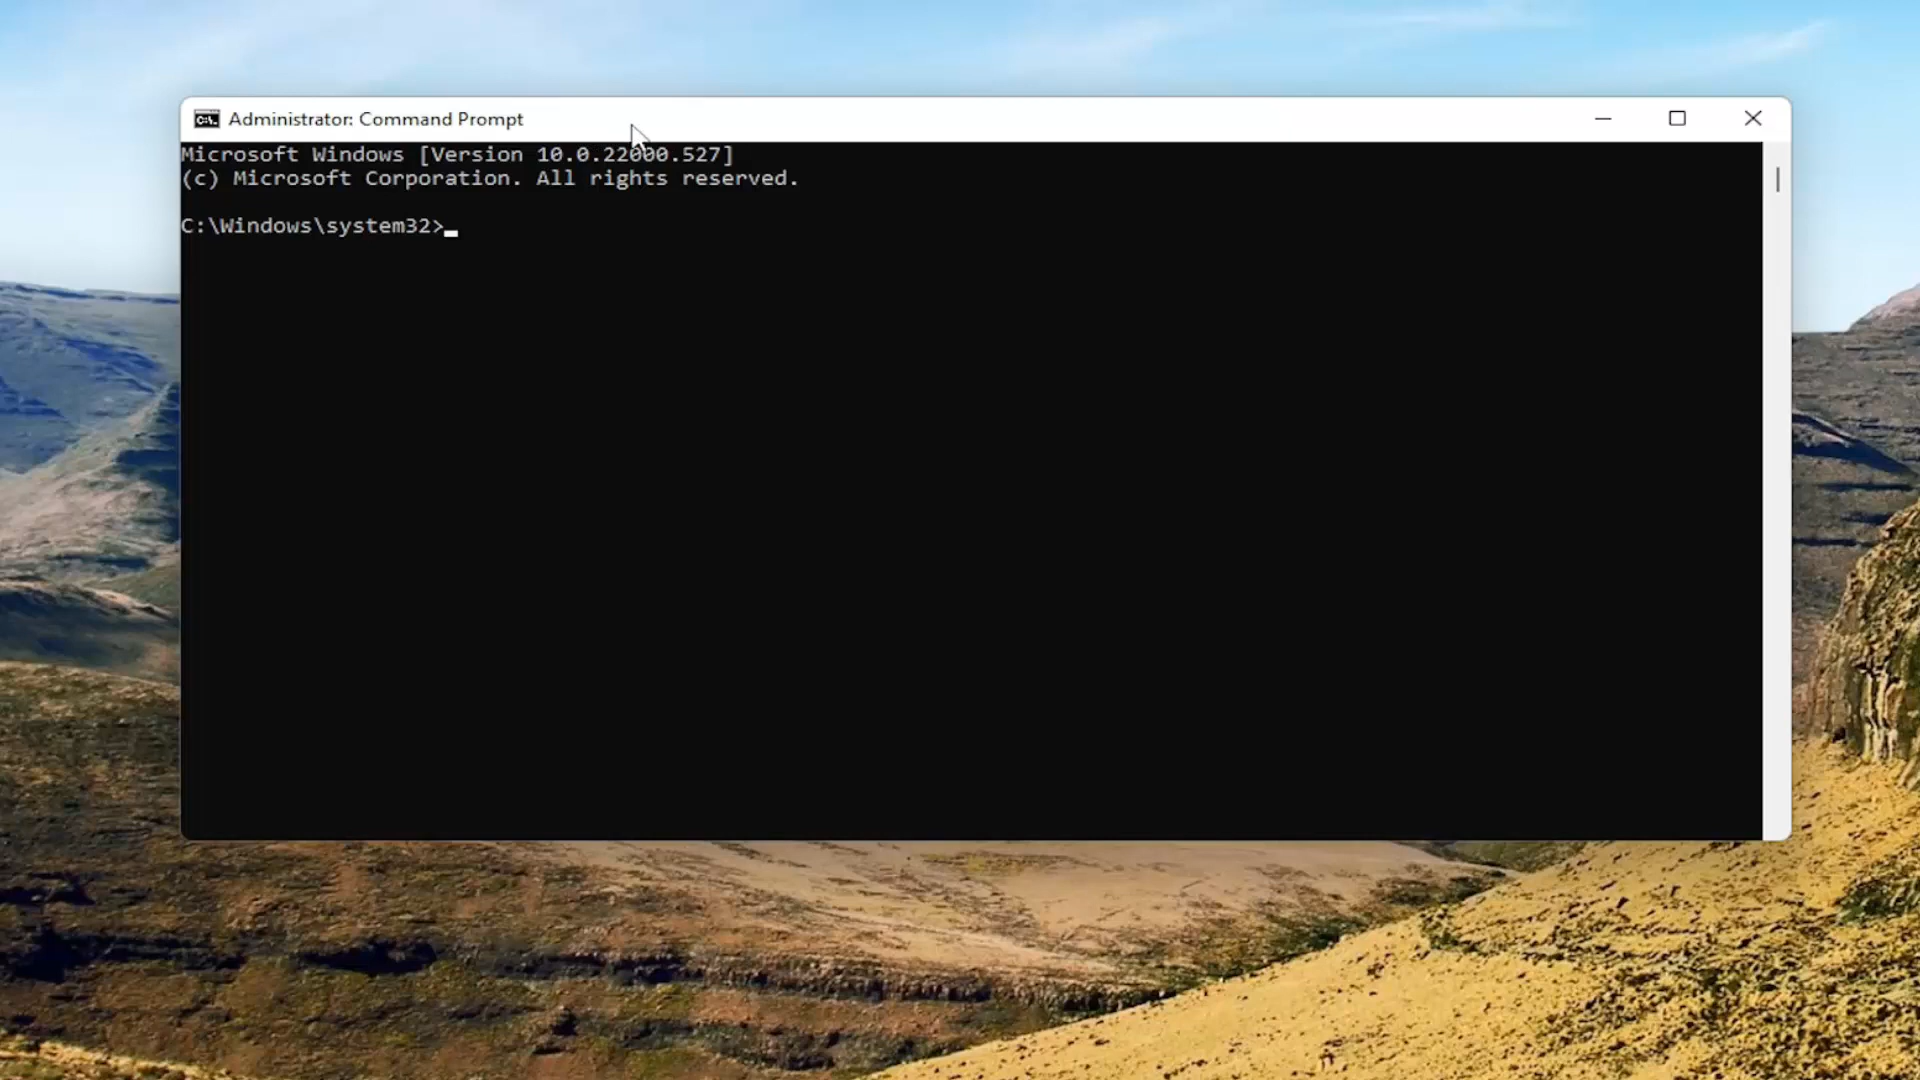 Administrator: Command Prompt
Microsoft Windows [Version 10.0.22000.527]
(c) Microsoft Corporation. All rights reserved.
C:\Windows\system32>